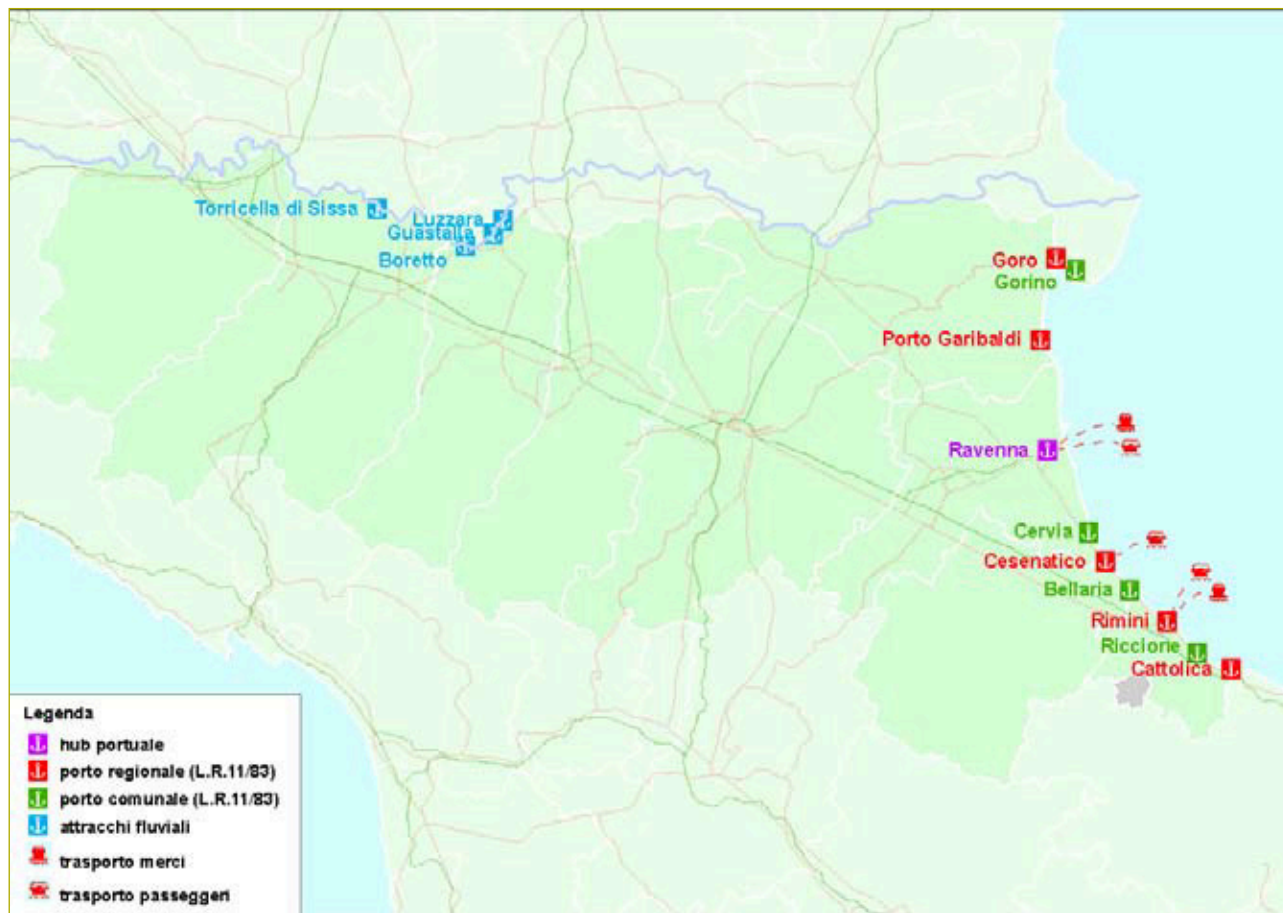 Torricella di Sissa
Luzzara
Guastalla
Boretto
Goro
Gorino
Porto Garibaldi
Ravenna
Cervia
Cesenatico
Bellaria
Rimini
Riccione
Cattolica
Legenda
hub portuale
porto regionale (L.R.11/83)
porto comunale (L.R.11/83)
attracchi fluviali
trasporto merci
trasporto passeggeri